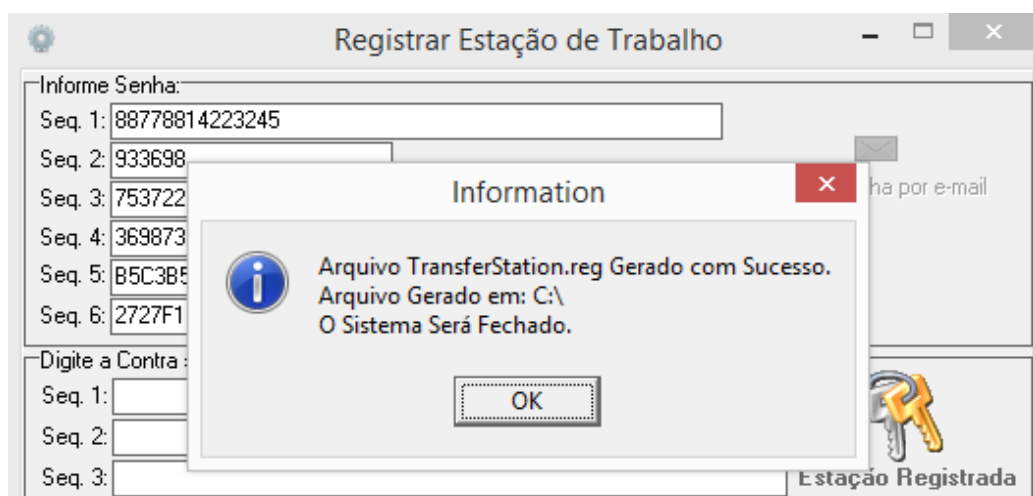 Registrar Estação de Trabalho
Informe Senha:
Seq. 1: 88778814223245
Seq. 2: 933698
Seq. 3: 753722
por e-mail
Seq. 4: 369873
Seq. 5: B5C3B5
Seq. 6: 2727F1
Information
Arquivo TransferStation.reg Gerado com Sucesso.
Arquivo Gerado em: C:\
O Sistema Será Fechado.
OK
Digite a Contra
Seq. 1:
Seq. 2:
Seq. 3:
Estação Registrada